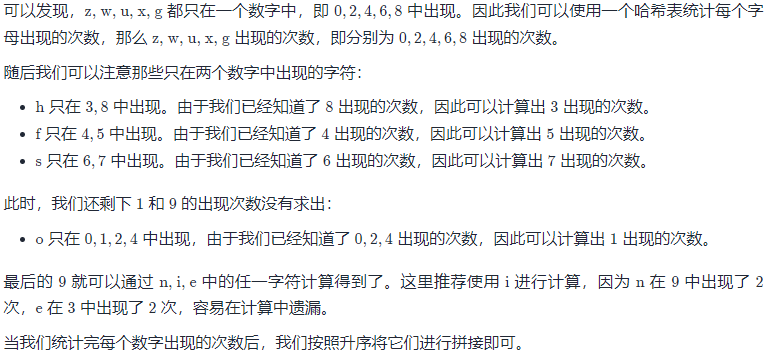 可以发现，z, w, u, x, g 都只在一个数字中，即 0, 2, 4, 6, 8 中出现。因此我们可以使用一个哈希表统计每个字
母出现的次数，那么 z, w, u, x, g 出现的次数，即分别为 0, 2, 4, 6, 8 出现的次数。
随后我们可以注意那些只在两个数字中出现的字符：
• h 只在 3, 8 中出现。由于我们已经知道了 8 出现的次数，因此可以计算出 3 出现的次数。
• f 只在 4, 5 中出现。由于我们已经知道了 4 出现的次数，因此可以计算出 5 出现的次数。
• s 只在 6, 7 中出现。由于我们已经知道了 6 出现的次数，因此可以计算出 7 出现的次数。
此时，我们还剩下 1 和 9 的出现次数没有求出：
• o 只在 0, 1, 2, 4 中出现，由于我们已经知道了 0, 2, 4 出现的次数，因此可以计算出 1 出现的次数。
最后的 9 就可以通过 n, i, e 中的任一字符计算得到了。这里推荐使用 i 进行计算，因为 n 在 9 中出现了 2
次，e 在 3 中出现了 2 次，容易在计算中遗漏。
当我们统计完每个数字出现的次数后，我们按照升序将它们进行拼接即可。